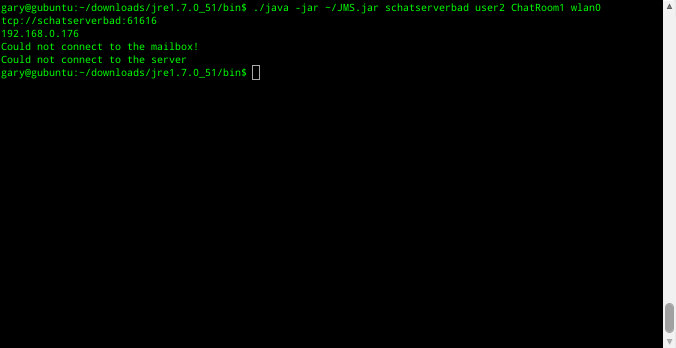 gary@gubuntu:~/downloads/jre1.7.0_51/bin$ ./java -jar ~/JMS.jar schatserverbad user2 ChatRoom1 wlan0
tcp://schatserverbad:61616
192.168.0.176
Could not connect to the mailbox!
Could not connect to the server
gary@gubuntu:~/downloads/jre1.7.0_51/bin$